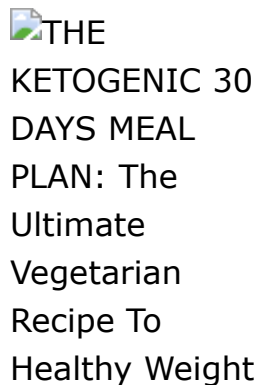 THE
KETOGENIC 30
DAYS MEAL
PLAN: The
Ultimate
Vegetarian
Recipe To
Healthy Weight